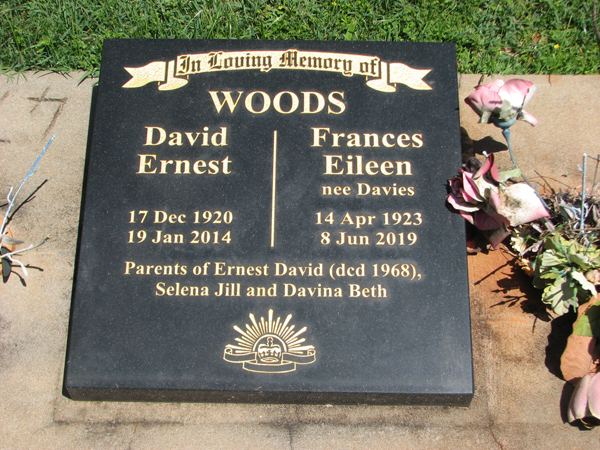 In Loving Memory of
WOODS
David
Ernest
17 Dec 1920
19 Jan 2014
Frances
Eileen
nee Davies
14 Apr 1923
8 Jun 2019
Parents of Ernest David (dcd 1968),
Selena Jill and Davina Beth